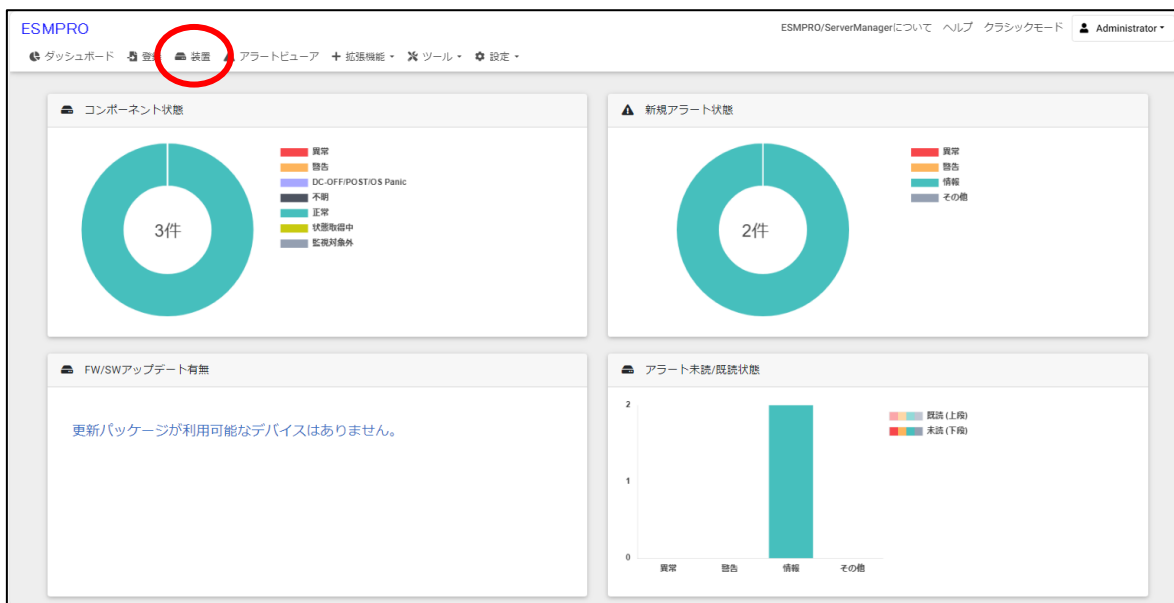 ESMPRO
ESMPRO/ServerManagerについて ヘルプ クラシックモード Administrator
ダッシュボード 登 装置 アラートビューア 拡張機能 ツール 設定
コンポーネント状態
3件
異常
警告
DC-OFF/POST/OS Panic
不明
正常
状態取得中
監視対象外
新規アラート状態
2件
異常
警告
情報
その他
FW/SWアップデート有無
更新パッケージが利用可能なデバイスはありません。
アラート未読/既読状態
既読 (上段)
未読 (下段)
2
1
0
異常 警告 情報 その他